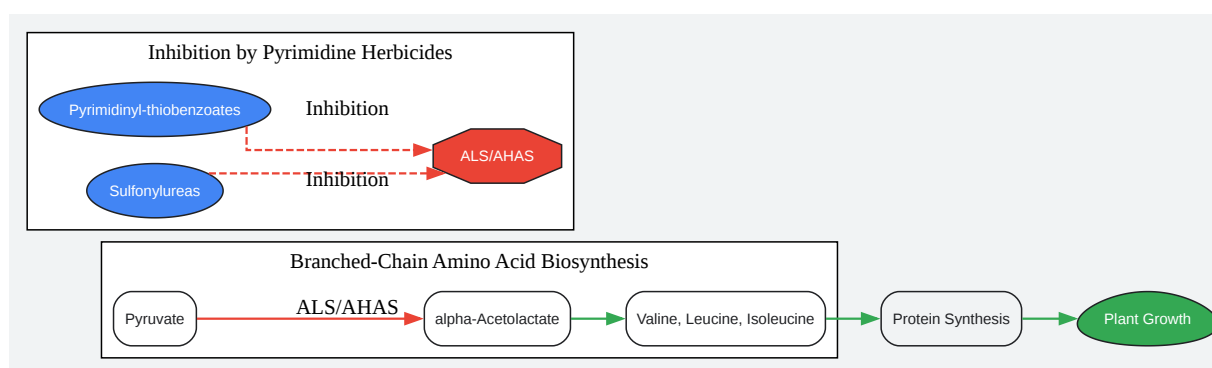 Inhibition by Pyrimidine Herbicides
Pyrimidinyl-thiobenzoates
Inhibition
ALS/AHAS
Sulfonylureas
Inhibition
Branched-Chain Amino Acid Biosynthesis
Pyruvate
ALS/AHAS
alpha-Acetolactate
Valine, Leucine, Isoleucine
Protein Synthesis
Plant Growth